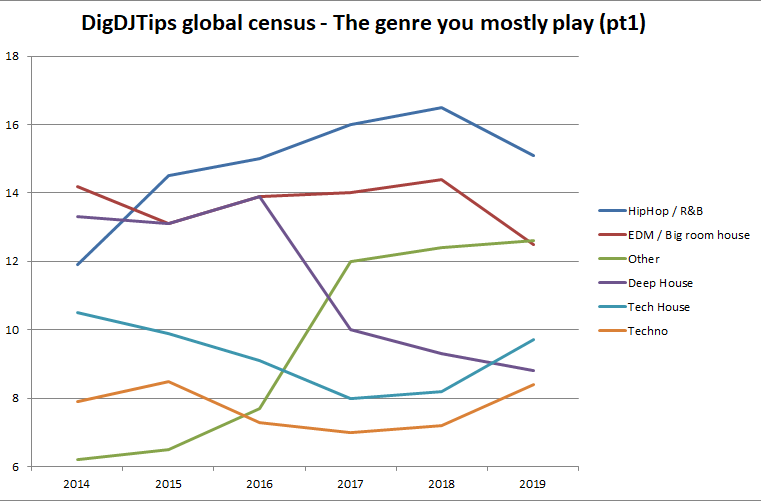 DigDJTips global census - The genre you mostly play (pt1)
18
16
14
12
10
8
6
2014 2015 2016 2017 2018 2019
HipHop / R&B
EDM / Big room house
Other
Deep House
Tech House
Techno